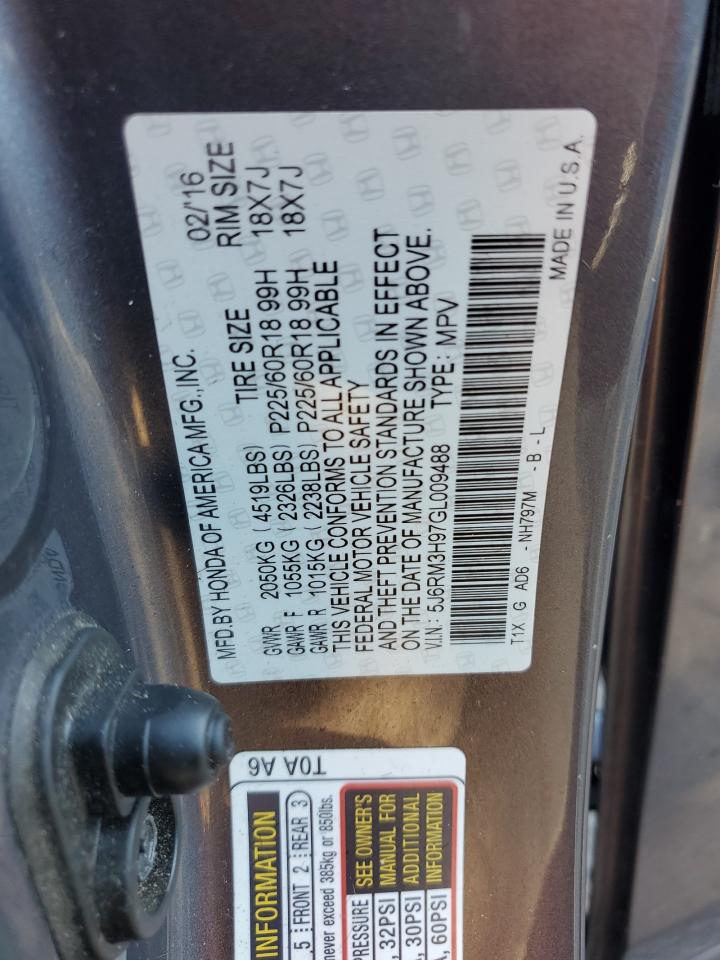 MFD.BY HONDA OF AMERICA MFG.,INC. 02/'16
GVWR 2050KG (4519LBS) TIRE SIZE RIM SIZE
GAWR F 1055KG (2326LBS) P225/60R18 99H 18X7J
GAWR R 1015KG (2238LBS) P225/60R18 99H 18X7J
THIS VEHICLE CONFORMS TO ALL APPLICABLE
FEDERAL MOTOR VEHICLE SAFETY
AND THEFT PREVENTION STANDARDS IN EFFECT
ON THE DATE OF MANUFACTURE SHOWN ABOVE.
V.I.N: 5J6RM3H97GL009488 TYPE: MPV
T1X G AD6 - NH797M - B - L
MADE IN U.S.A.
T0A A6
INFORMATION
5 FRONT 2 REAR 3
never exceed 385kg or 850lbs.
PRESSURE SEE OWNER'S
, 32PSI MANUAL FOR
, 30PSI ADDITIONAL
, 60PSI INFORMATION